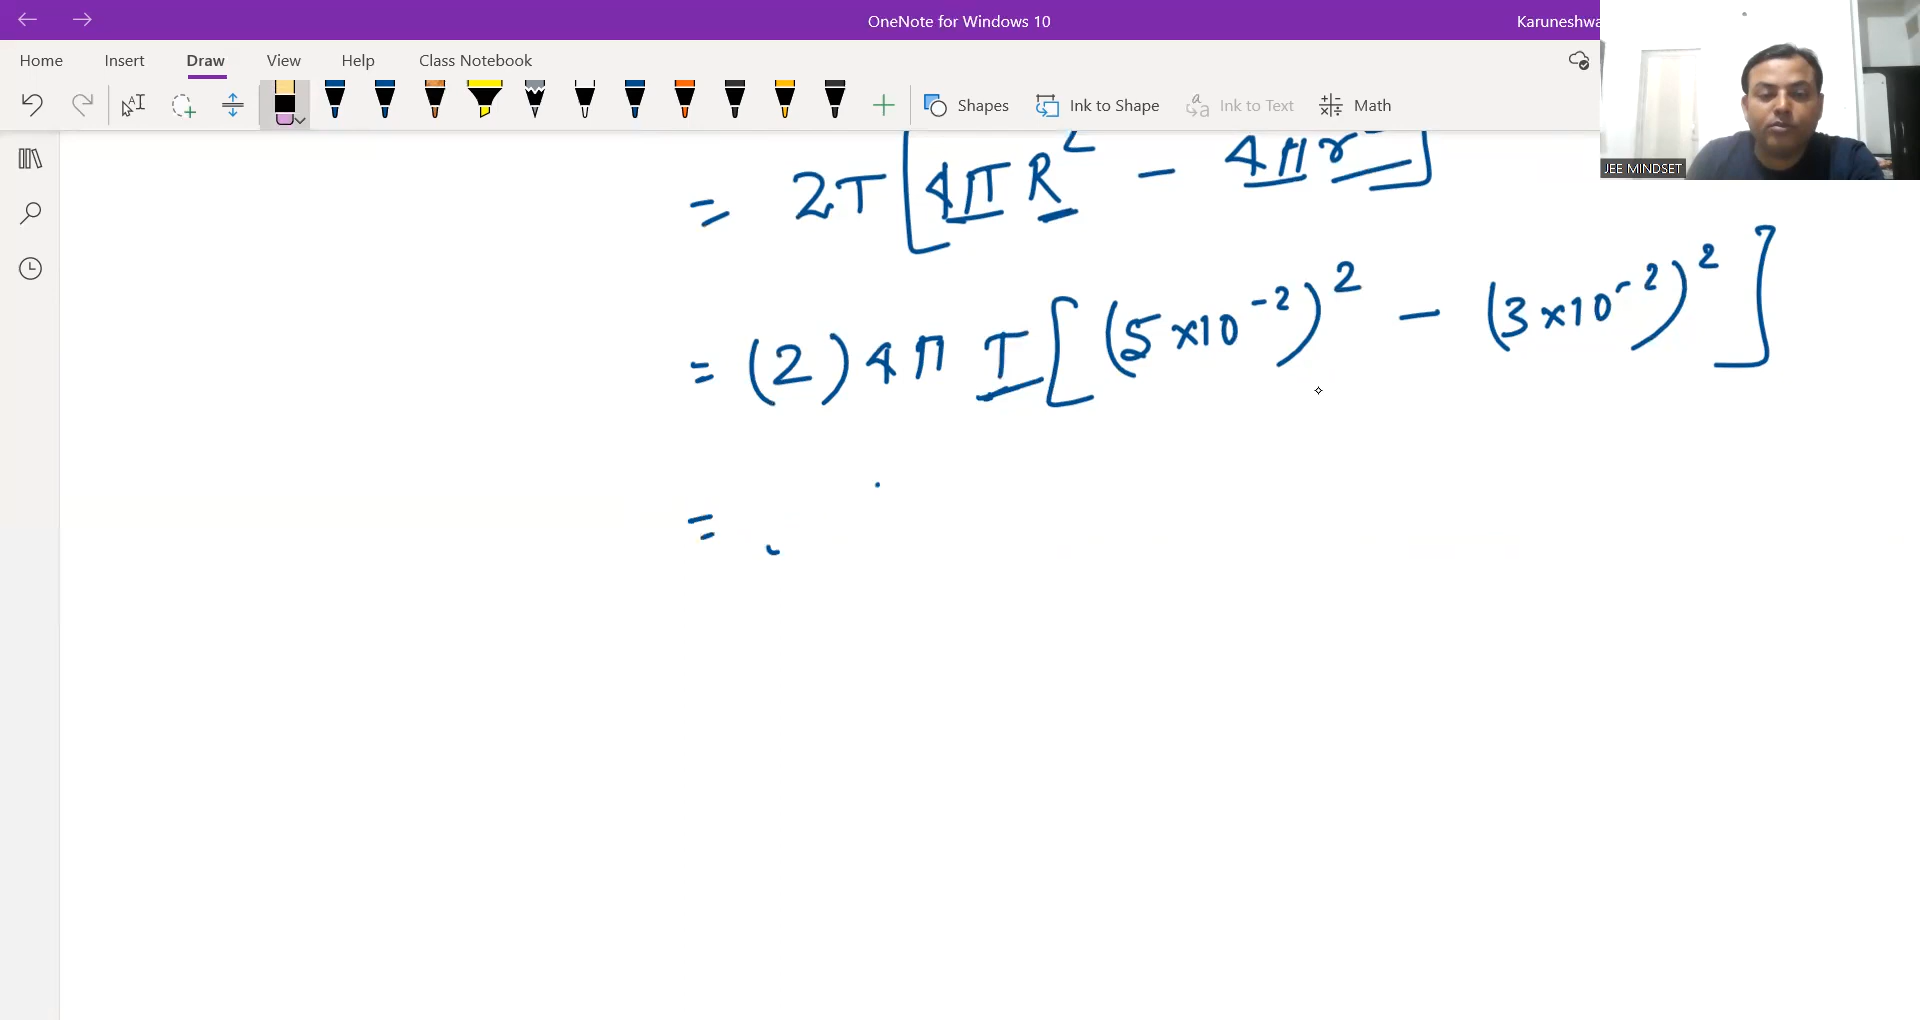 OneNote for Windows 10
Karuneshwa
Home Insert Draw View Help Class Notebook
Shapes Ink to Shape Ink to Text Math
JEE MINDSET
= 2T [4πR² - 4πr²]
= (2) 4π T [(5×10⁻²)² - (3×10⁻²)²]
=